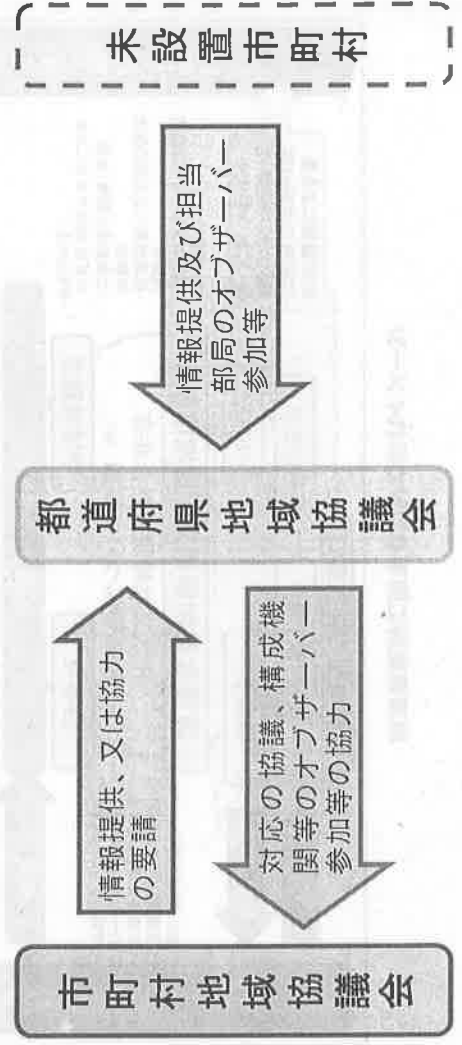 市町村地域協議会
情報提供、又は協力
の要請
対応の協議、構成機
関等のオブザーバー
参加等の協力
都道府県地域協議会
情報提供及び担当
部局のオブザーバー
参加等
未設置市町村